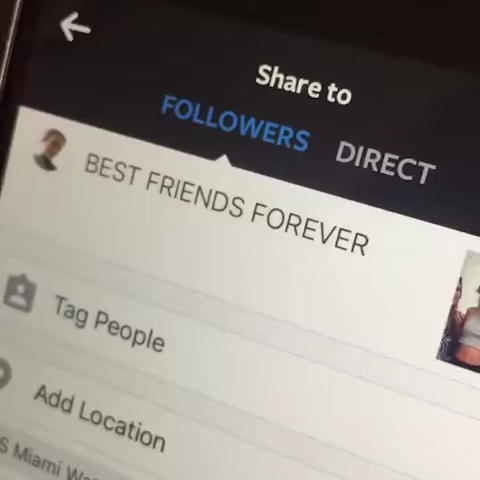 Share to
FOLLOWERS DIRECT
BEST FRIENDS FOREVER
Tag People
Add Location
S Miami